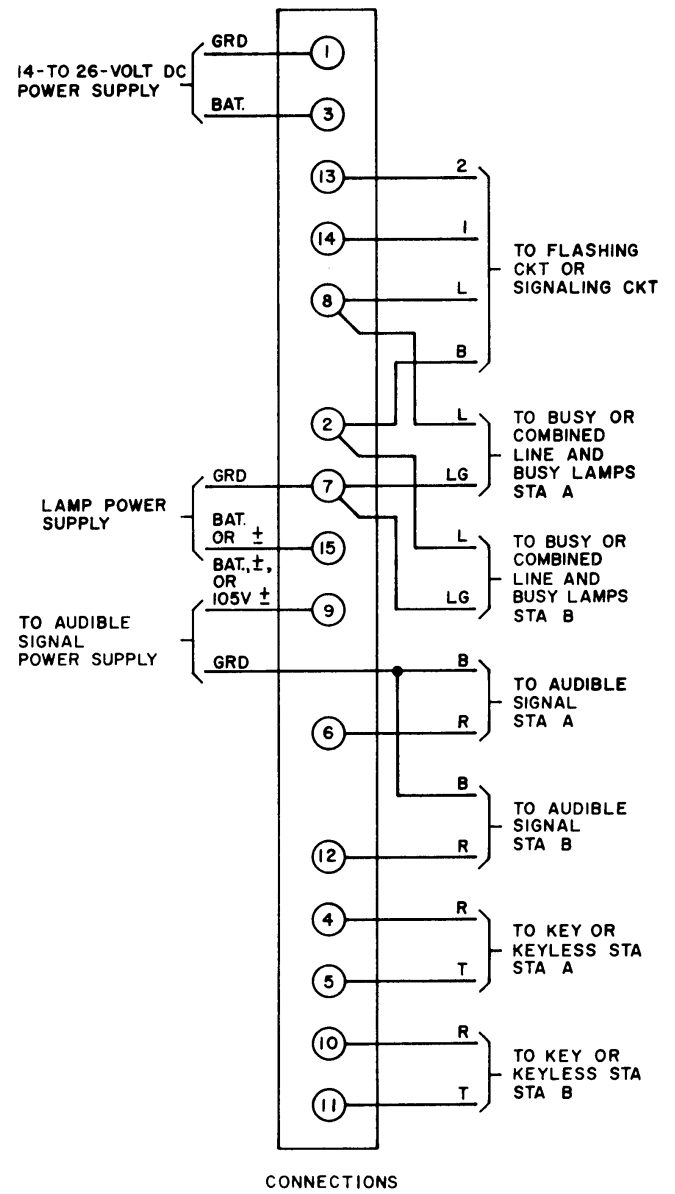 GRD
1
14-TO 26-VOLT DC
POWER SUPPLY
BAT.
3
13
2
14
1
TO FLASHING
CKT OR
SIGNALING CKT
8
L
B
2
L
TO BUSY OR
COMBINED
LINE AND
BUSY LAMPS
STA A
GRD
7
LG
LAMP POWER
SUPPLY
BAT.
OR ±
15
L
TO BUSY OR
COMBINED
LINE AND
BUSY LAMPS
STA B
BAT.,±,
OR
105V ±
9
LG
TO AUDIBLE
SIGNAL
POWER SUPPLY
GRD
B
TO AUDIBLE
SIGNAL
STA A
6
R
B
TO AUDIBLE
SIGNAL
STA B
12
R
4
R
TO KEY OR
KEYLESS STA
STA A
5
T
10
R
TO KEY OR
KEYLESS STA
STA B
11
T
CONNECTIONS